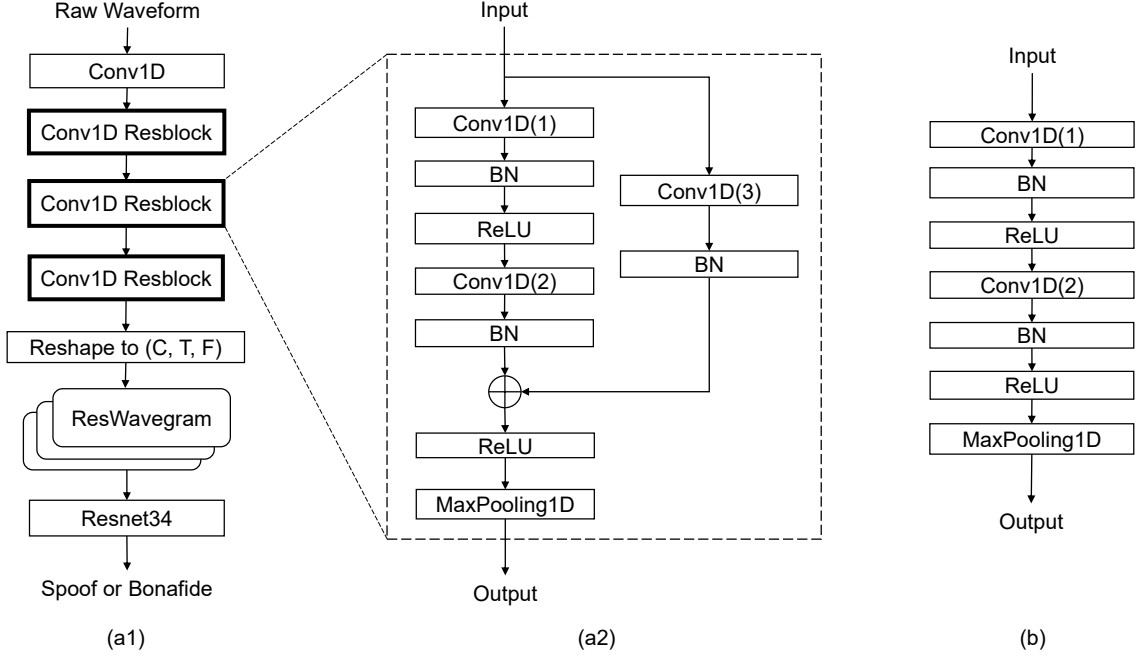 Raw Waveform
Conv1D
Conv1D Resblock
Conv1D Resblock
Conv1D Resblock
Reshape to (C, T, F)
ResWavegram
Resnet34
Spoof or Bonafide
(a1)
Input
Conv1D(1)
BN
ReLU
Conv1D(2)
BN
Conv1D(3)
BN
ReLU
MaxPooling1D
Output
(a2)
Input
Conv1D(1)
BN
ReLU
Conv1D(2)
BN
ReLU
MaxPooling1D
Output
(b)